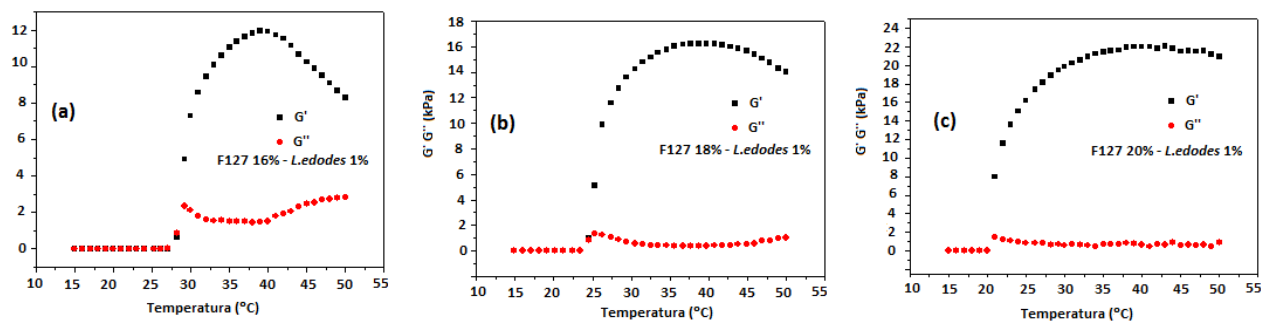 12
10
8
6
4
2
0
(a)
G'
G''
F127 16% - L.edodes 1%
10 15 20 25 30 35 40 45 50 55
Temperatura (°C)
G' G'' (kPa)
18
16
14
12
10
8
6
4
2
0
(b)
G'
G''
F127 18% - L.edodes 1%
10 15 20 25 30 35 40 45 50 55
Temperatura (°C)
G' G'' (kPa)
26
24
22
20
18
16
14
12
10
8
6
4
2
0
(c)
G'
G''
F127 20% - L.edodes 1%
10 15 20 25 30 35 40 45 50 55
Temperatura (°C)